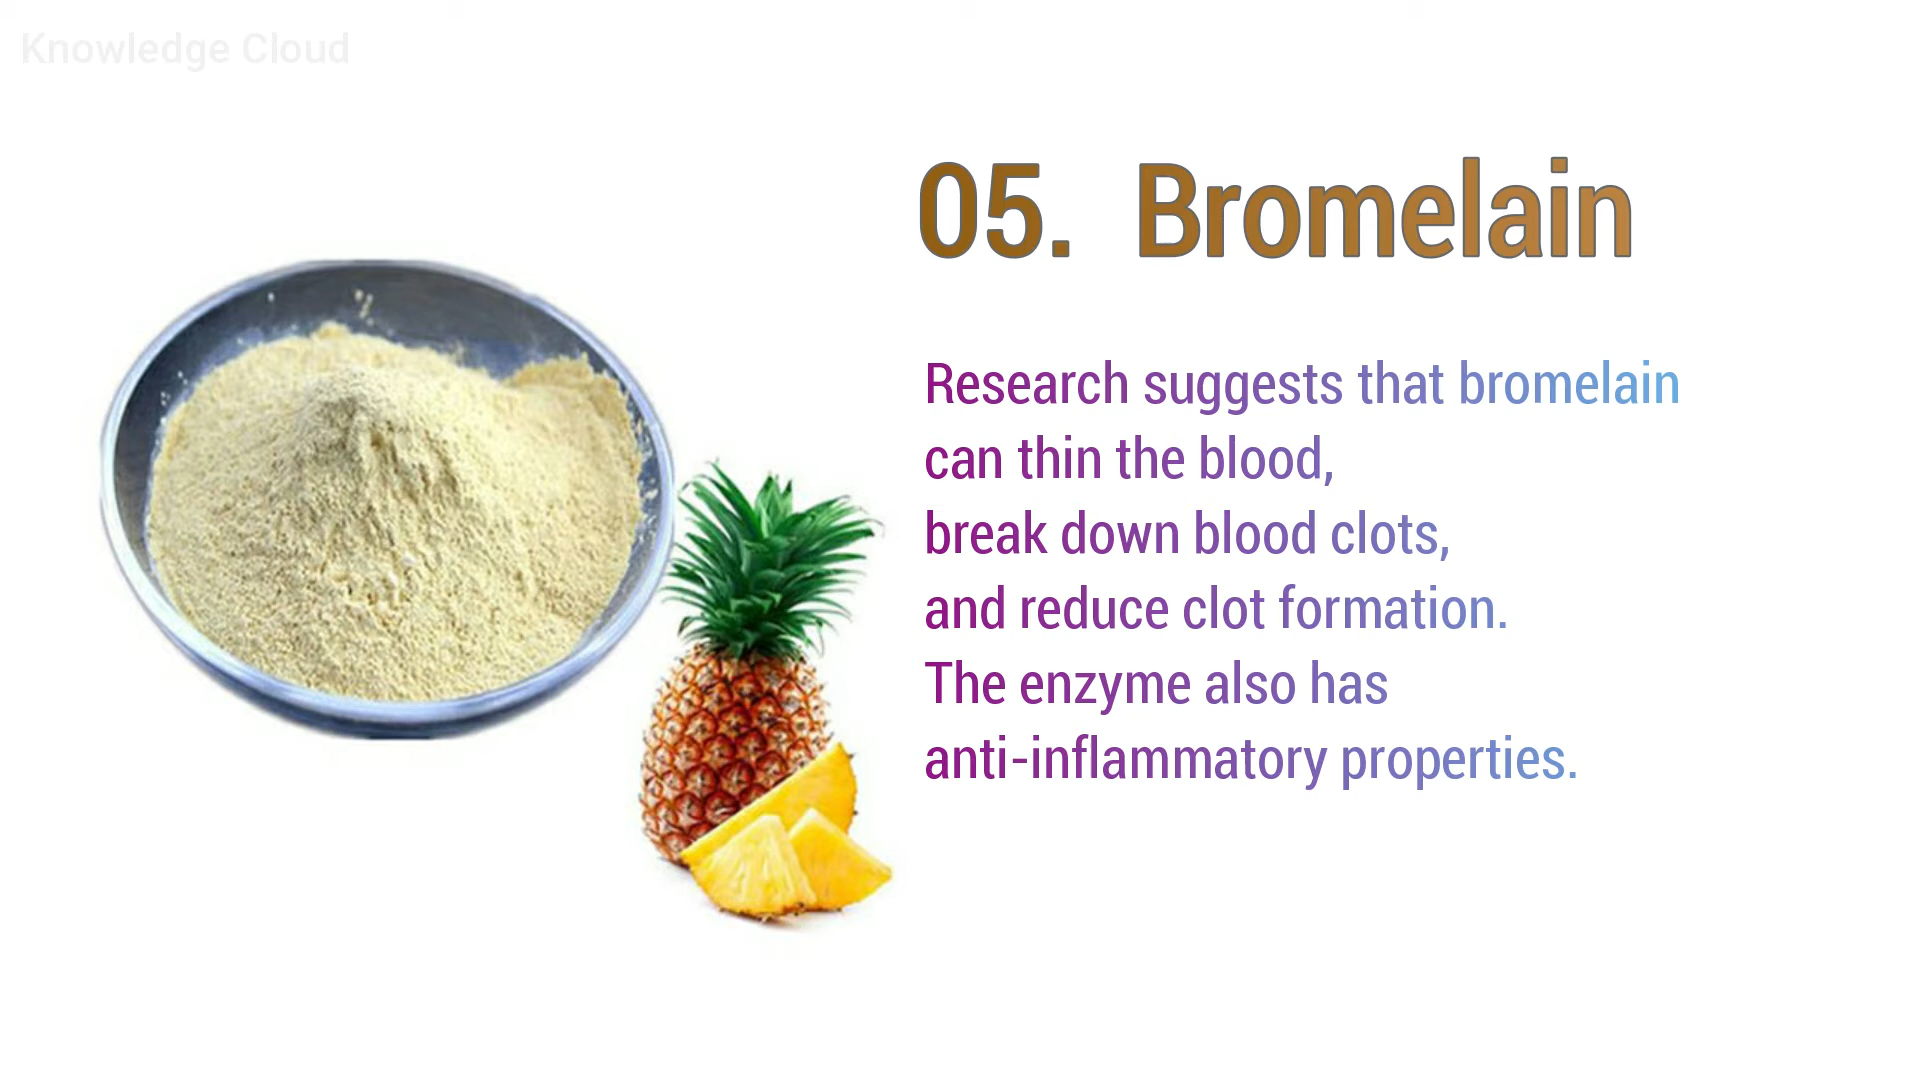 Knowledge Cloud
05. Bromelain
Research suggests that bromelain
can thin the blood,
break down blood clots,
and reduce clot formation.
The enzyme also has
anti-inflammatory properties.